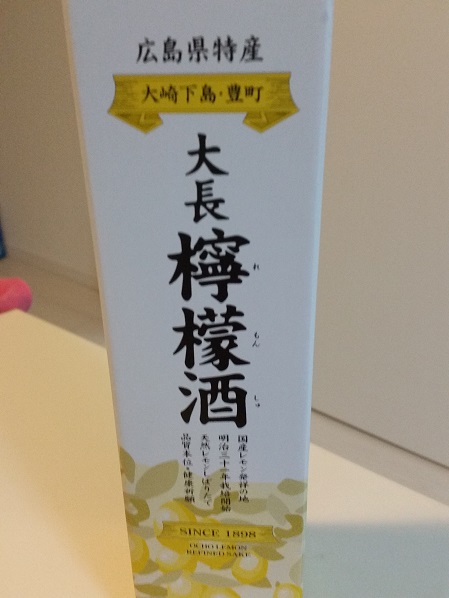 広島県特産
大崎下島・豊町
大長
檸檬酒
れ
もん
しゅ
国産レモン発祥の地
明治三十一年栽培開始
天然レモンしぼりたて
品質本位・健康祈願
SINCE 1898
OCHO LEMON
REFINED SAKE